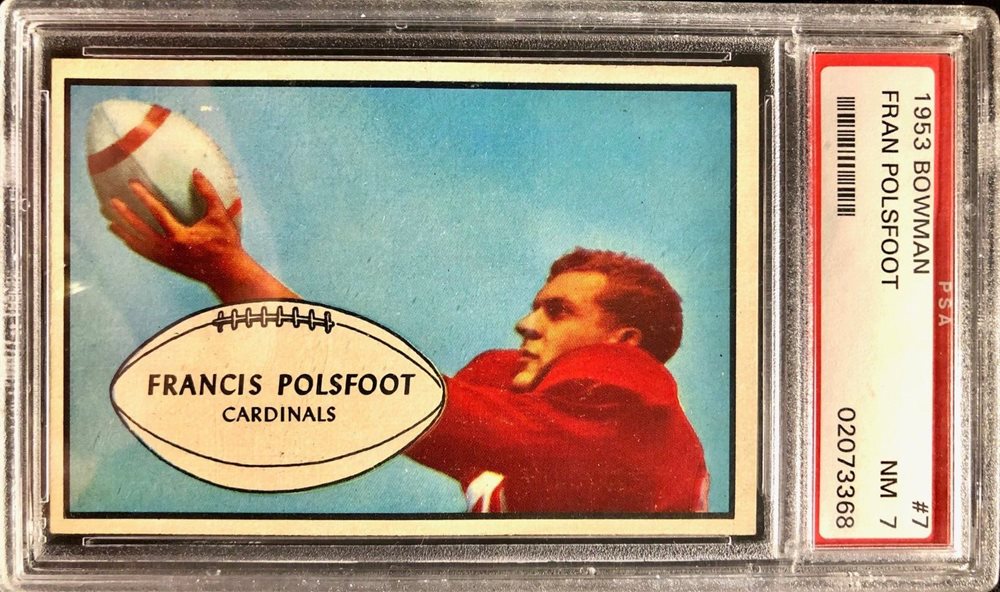 FRANCIS POLSFOOT
CARDINALS
1953 BOWMAN #7
FRAN POLSFOOT NM 7
02073368
PSA